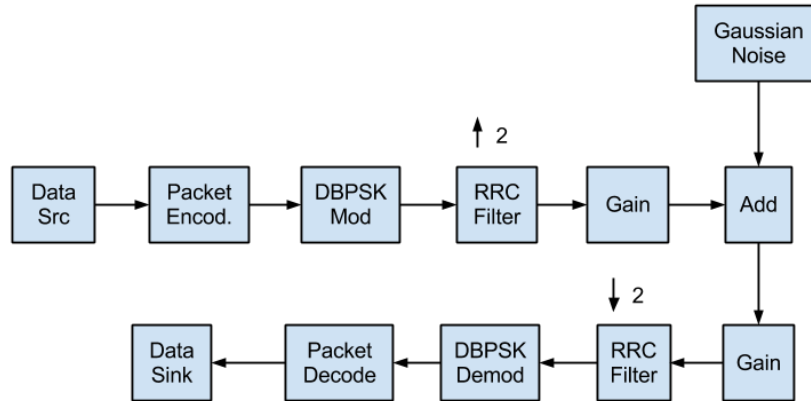 Gaussian
Noise
2
Data
Src
Packet
Encod.
DBPSK
Mod
RRC
Filter
Gain
Add
2
Data
Sink
Packet
Decode
DBPSK
Demod
RRC
Filter
Gain